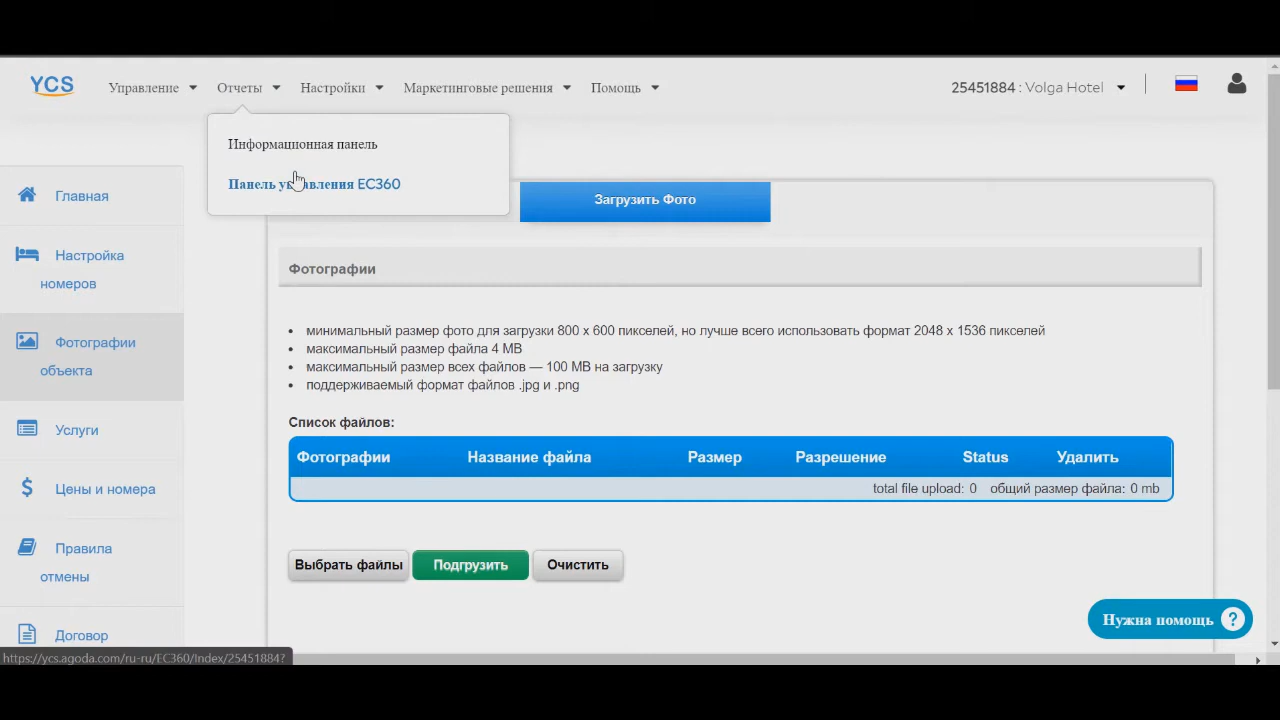 YCS
Управление
Отчеты
Настройки
Маркетинговые решения
Помощь
25451884 : Volga Hotel
Информационная панель
Панель управления EC360
Главная
Настройка
номеров
Фотографии
объекта
Услуги
$ Цены и номера
Правила
отмены
Договор
Загрузить Фото
Фотографии
• минимальный размер фото для загрузки 800 x 600 пикселей, но лучше всего использовать формат 2048 x 1536 пикселей
• максимальный размер файла 4 MB
• максимальный размер всех файлов — 100 MB на загрузку
• поддерживаемый формат файлов .jpg и .png
Список файлов:
Фотографии Название файла Размер Разрешение Status Удалить
total file upload: 0 общий размер файла: 0 mb
Выбрать файлы
Подгрузить
Очистить
Нужна помощь ?
https://ycs.agoda.com/ru-ru/EC360/Index/25451884?